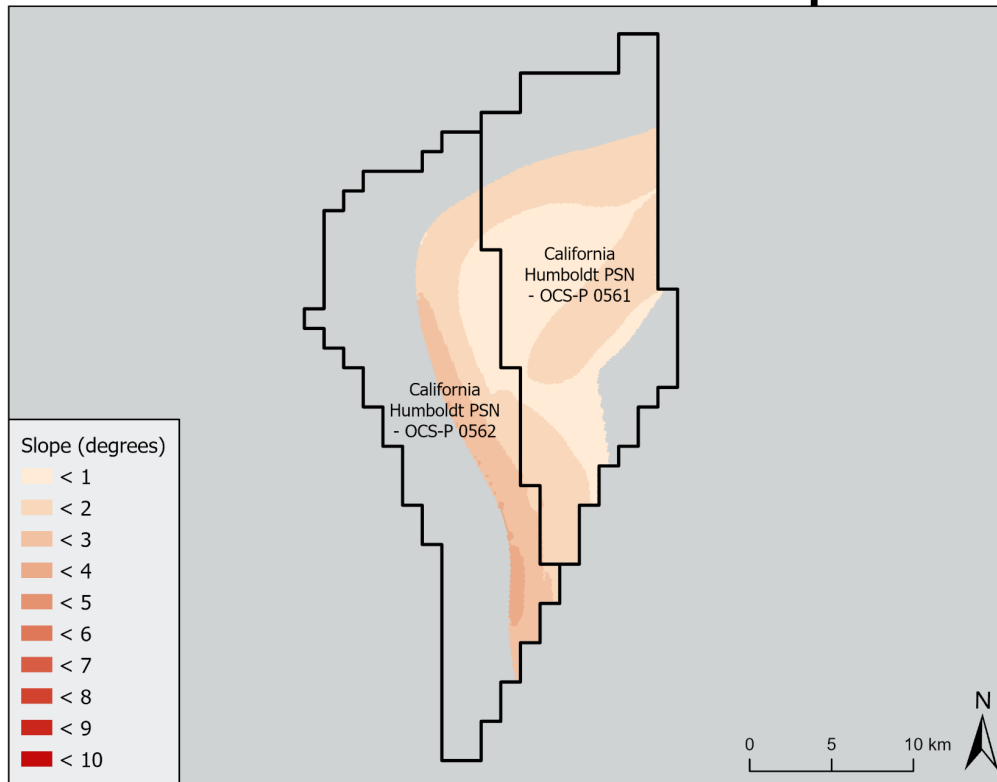 California
Humboldt PSN
- OCS-P 0561
California
Humboldt PSN
- OCS-P 0562
Slope (degrees)
< 1
< 2
< 3
< 4
< 5
< 6
< 7
< 8
< 9
< 10
N
0 5 10 km